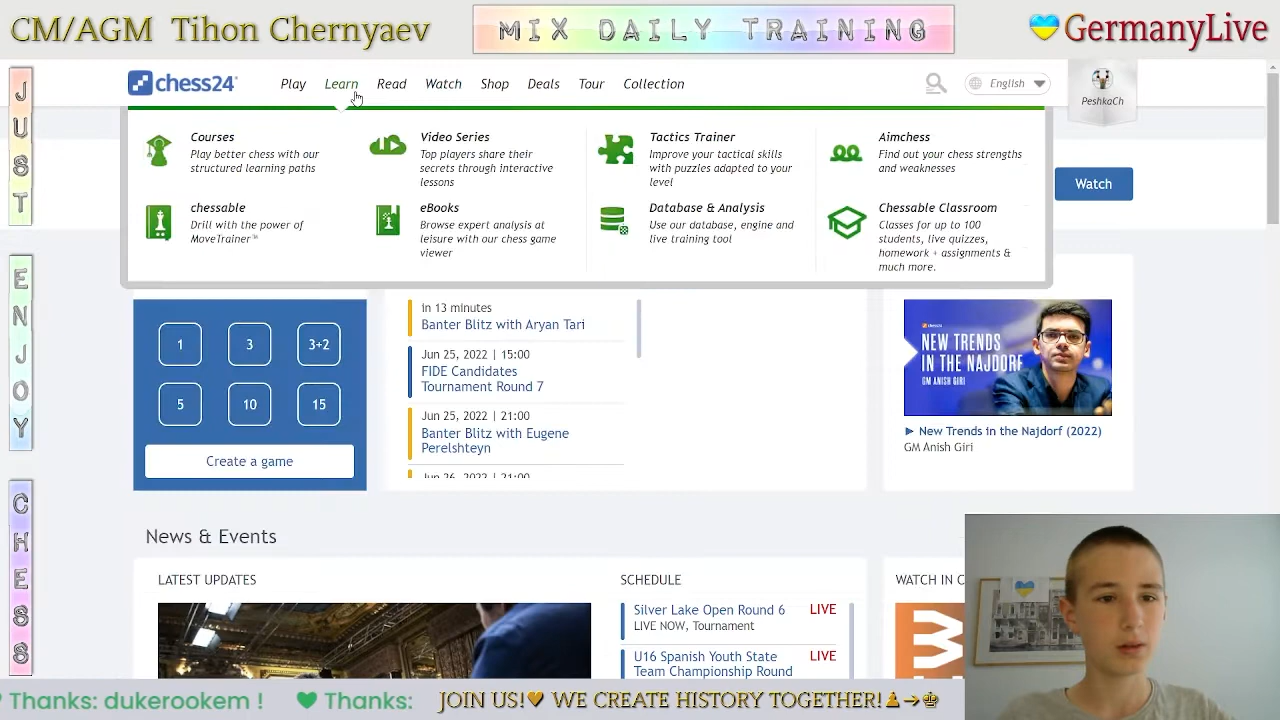 CM/AGM Tihon Chernyaev
MIX DAILY TRAINING
GermanyLive
JUST
ENJOY
CHESS
chess24
Play Learn Read Watch Shop Deals Tour Collection
English
PeshkaCh
Courses
Play better chess with our
structured learning paths
Video Series
Top players share their
secrets through interactive
lessons
Tactics Trainer
Improve your tactical skills
with puzzles adapted to your
level
Aimchess
Find out your chess strengths
and weaknesses
chessable
Drill with the power of
MoveTrainer™
eBooks
Browse expert analysis at
leisure with our chess game
viewer
Database & Analysis
Use our database, engine and
live training tool
Chessable Classroom
Classes for up to 100
students, live quizzes,
homework + assignments &
much more.
Watch
1 3 3+2
5 10 15
Create a game
in 13 minutes
Banter Blitz with Aryan Tari
Jun 25, 2022 | 15:00
FIDE Candidates
Tournament Round 7
Jun 25, 2022 | 21:00
Banter Blitz with Eugene
Perelshteyn
Jun 26, 2022 | 21:00
chess24
NEW TRENDS
IN THE NAJDORF
GM ANISH GIRI
New Trends in the Najdorf (2022)
GM Anish Giri
News & Events
LATEST UPDATES
SCHEDULE
Silver Lake Open Round 6 LIVE
LIVE NOW, Tournament
U16 Spanish Youth State LIVE
Team Championship Round
WATCH IN C
Thanks: dukerookem ! Thanks:
JOIN US! WE CREATE HISTORY TOGETHER!